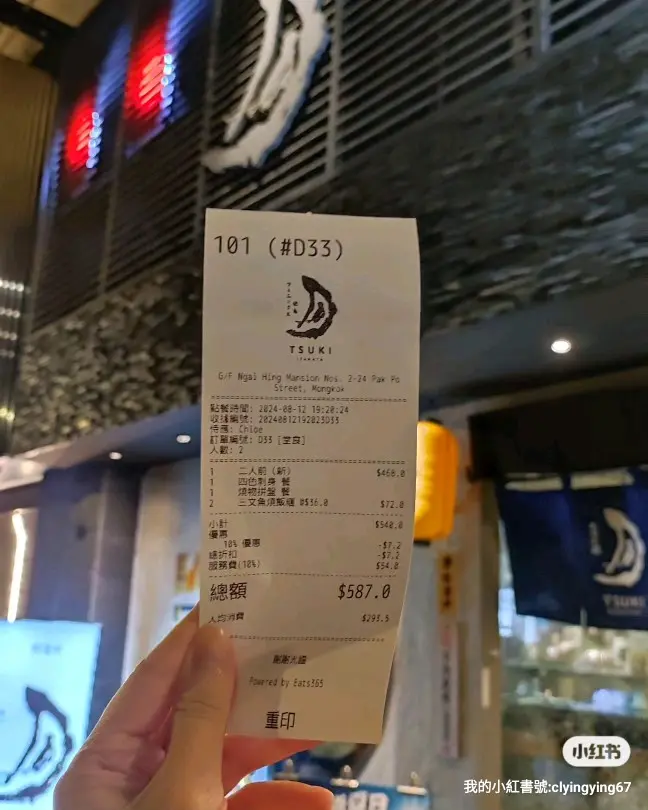 101 (#D33)
TSUKI
IZAKAYA
G/F Ngai Hing Mansion Nos. 2-24 Pak Po
Street, Mongkok
點餐時間: 2024-08-12 19:20:24
收據編號: 20240812192023D33
侍應: Chloe
訂單編號: D33 [堂食]
人數: 2
1 二人前 (新) $468.0
1 四色刺身 餐
1 燒物拼盤 餐
2 三文魚燒飯糰 @$36.0 $72.0
小計 $540.0
優惠
10% 優惠 -$7.2
總折扣 -$7.2
服務費(10%) $54.0
總額 $587.0
人均消費 $293.5
謝謝光臨
Powered by Eats365
重印
TSUKI
小红书
我的小紅書號:clyingying67